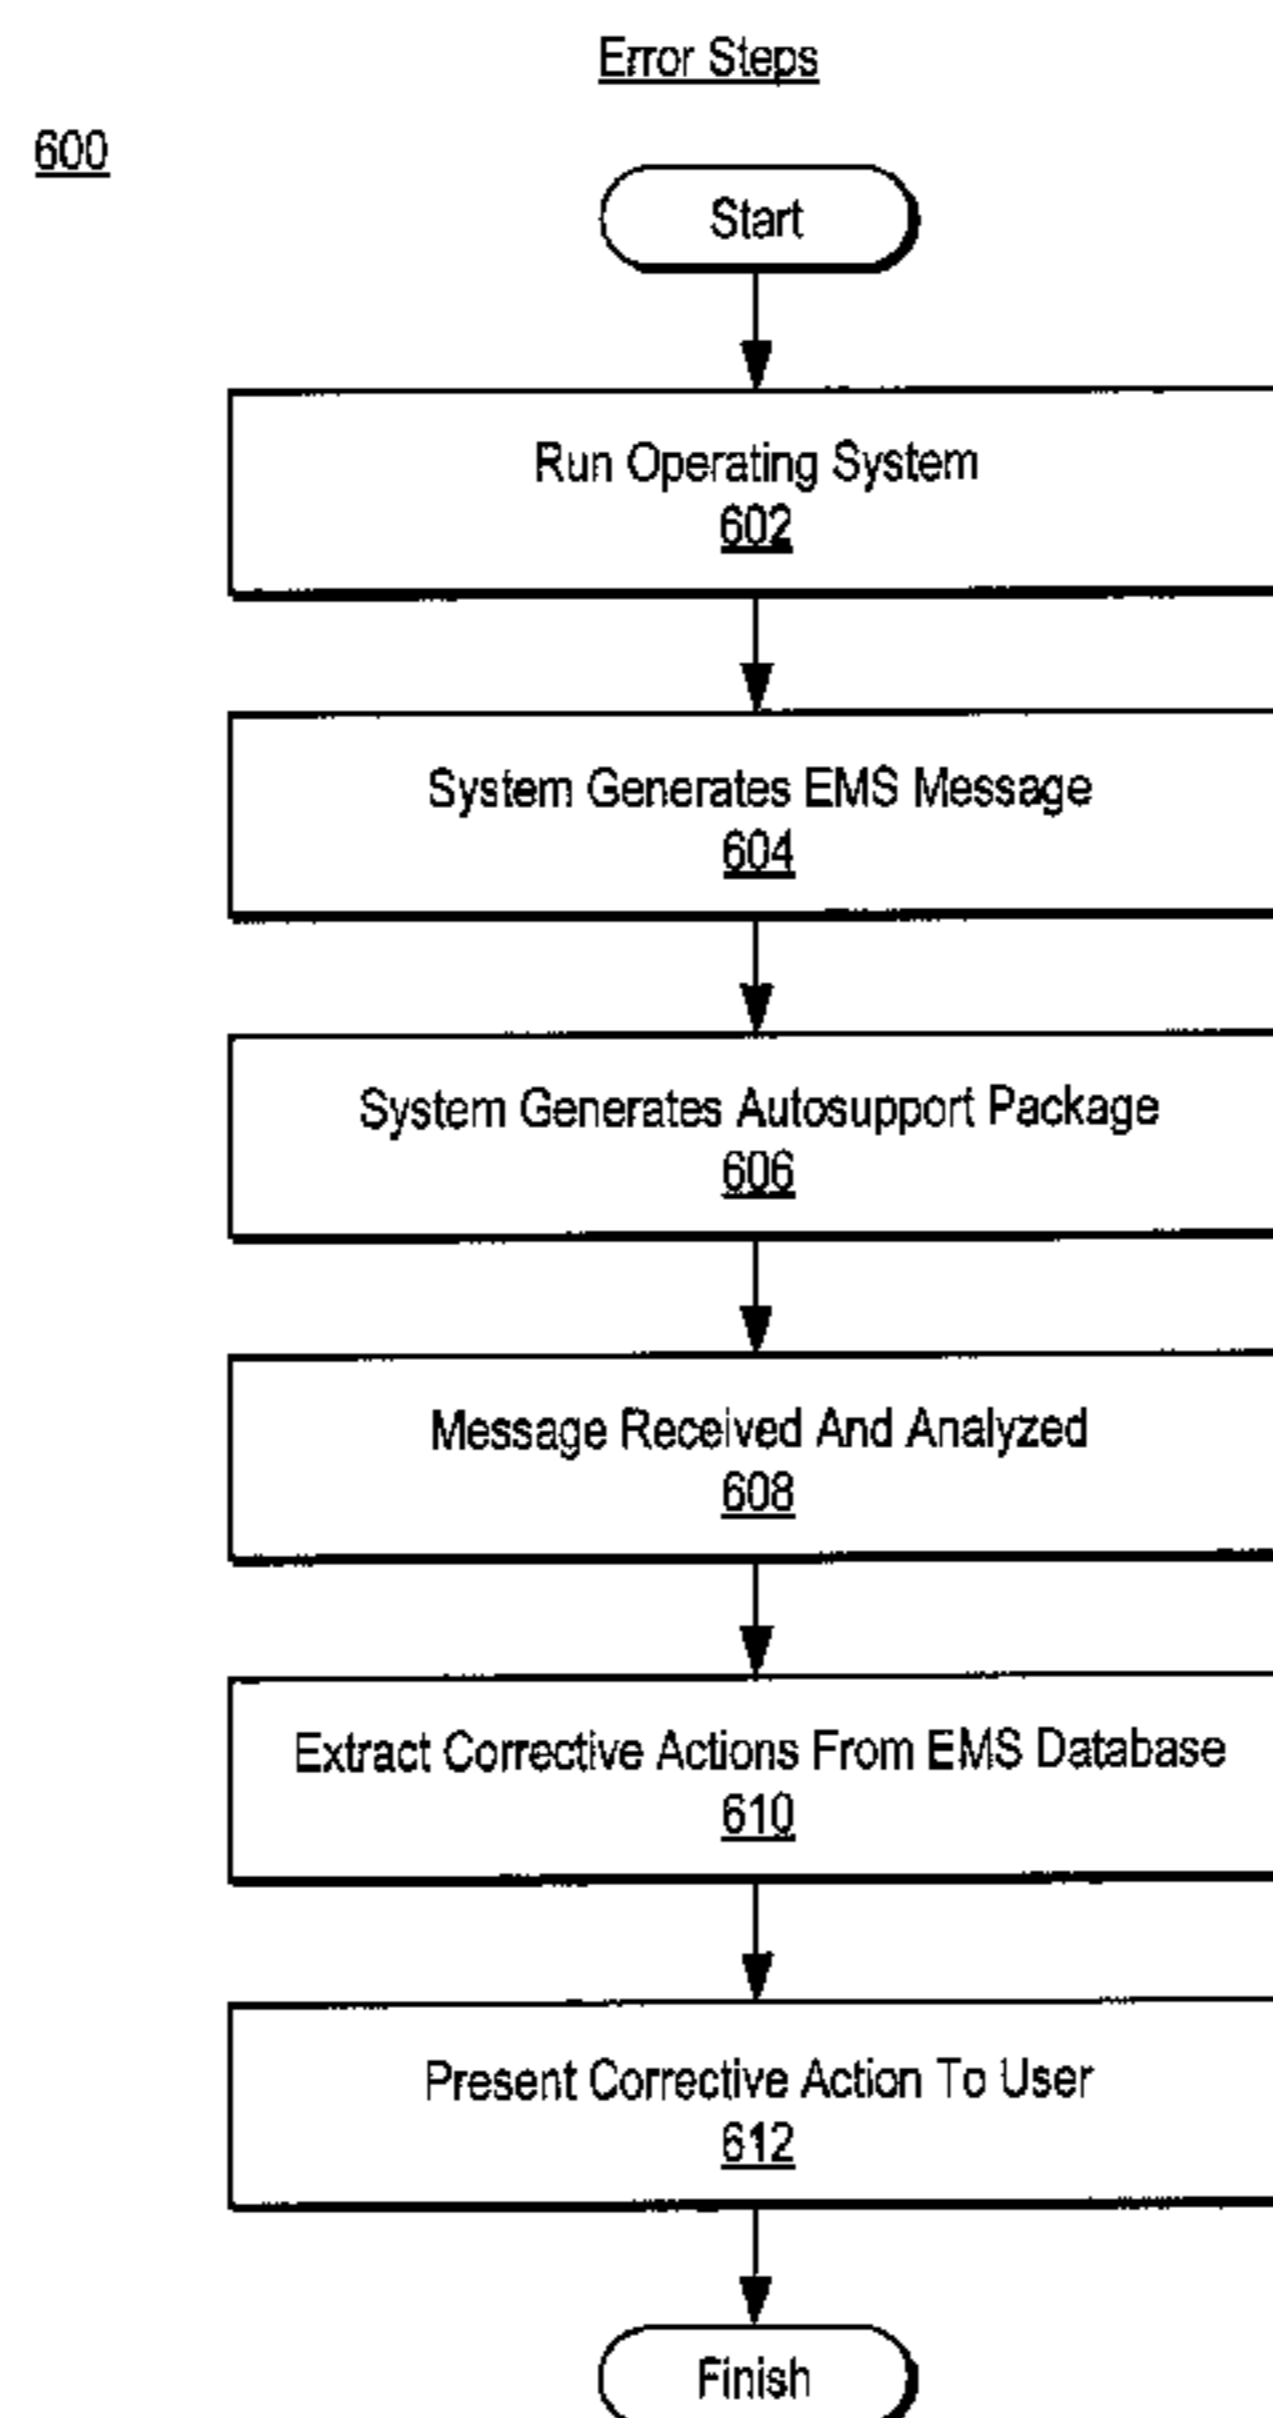 Error Steps
600
Start
Run Operating System
602
System Generates EMS Message
604
System Generates Autosupport Package
606
Message Received And Analyzed
608
Extract Corrective Actions From EMS Database
610
Present Corrective Action To User
612
Finish